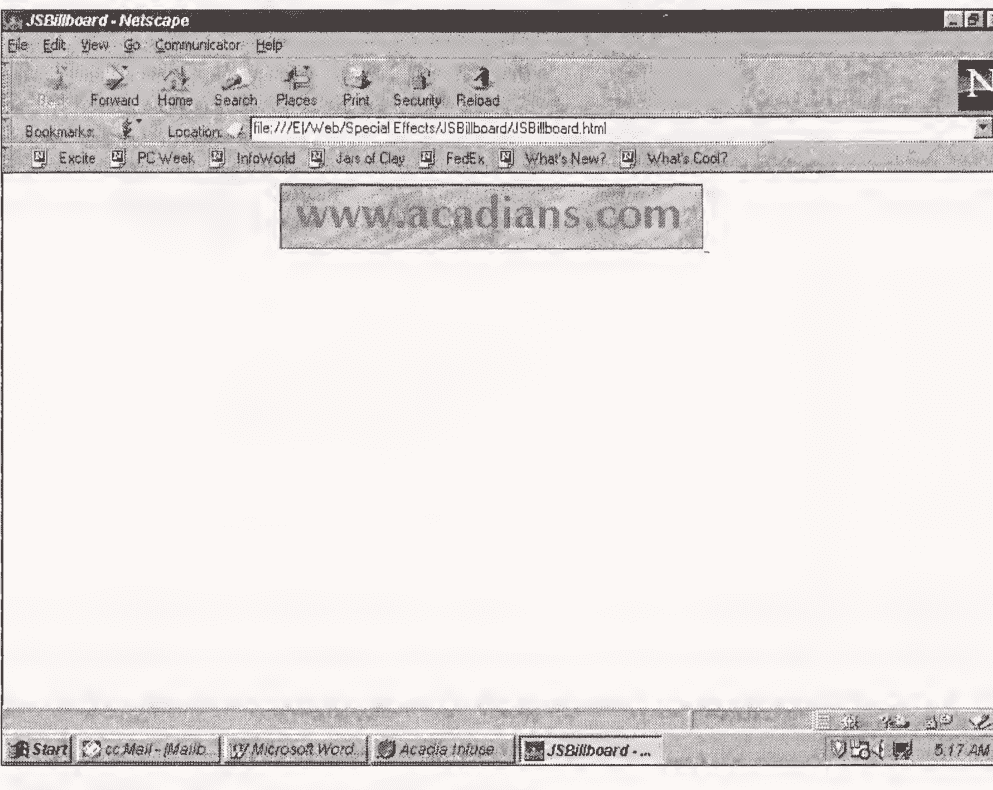 JSBillboard - Netscape
File Edit View Go Communicator Help
Back Forward Home Search Places Print Security Reload
N
Bookmarks Location: file:///E|/Web/Special Effects/JSBillboard/JSBillboard.html
Excite PC Week InfoWorld Jars of Clay FedEx What's New? What's Cool?
www.acadians.com
Start cc:Mail - [Mailb... Microsoft Word... Acadia Infuse JSBillboard - ... 5:17 AM